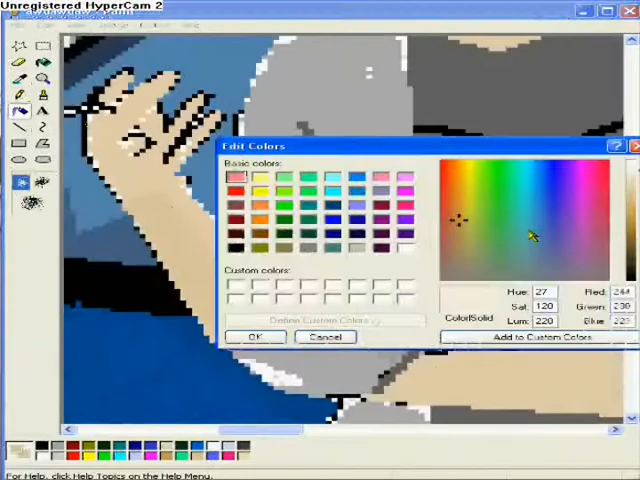 Unregistered HyperCam 2
Edit Colors
Basic colors:
Custom colors:
Define Custom Colors >>
OK
Cancel
Color|Solid
Hue: 27
Sat: 120
Lum: 220
Red: 244
Green: 230
Blue:
Add to Custom Colors
For Help, click Help Topics on the Help Menu.